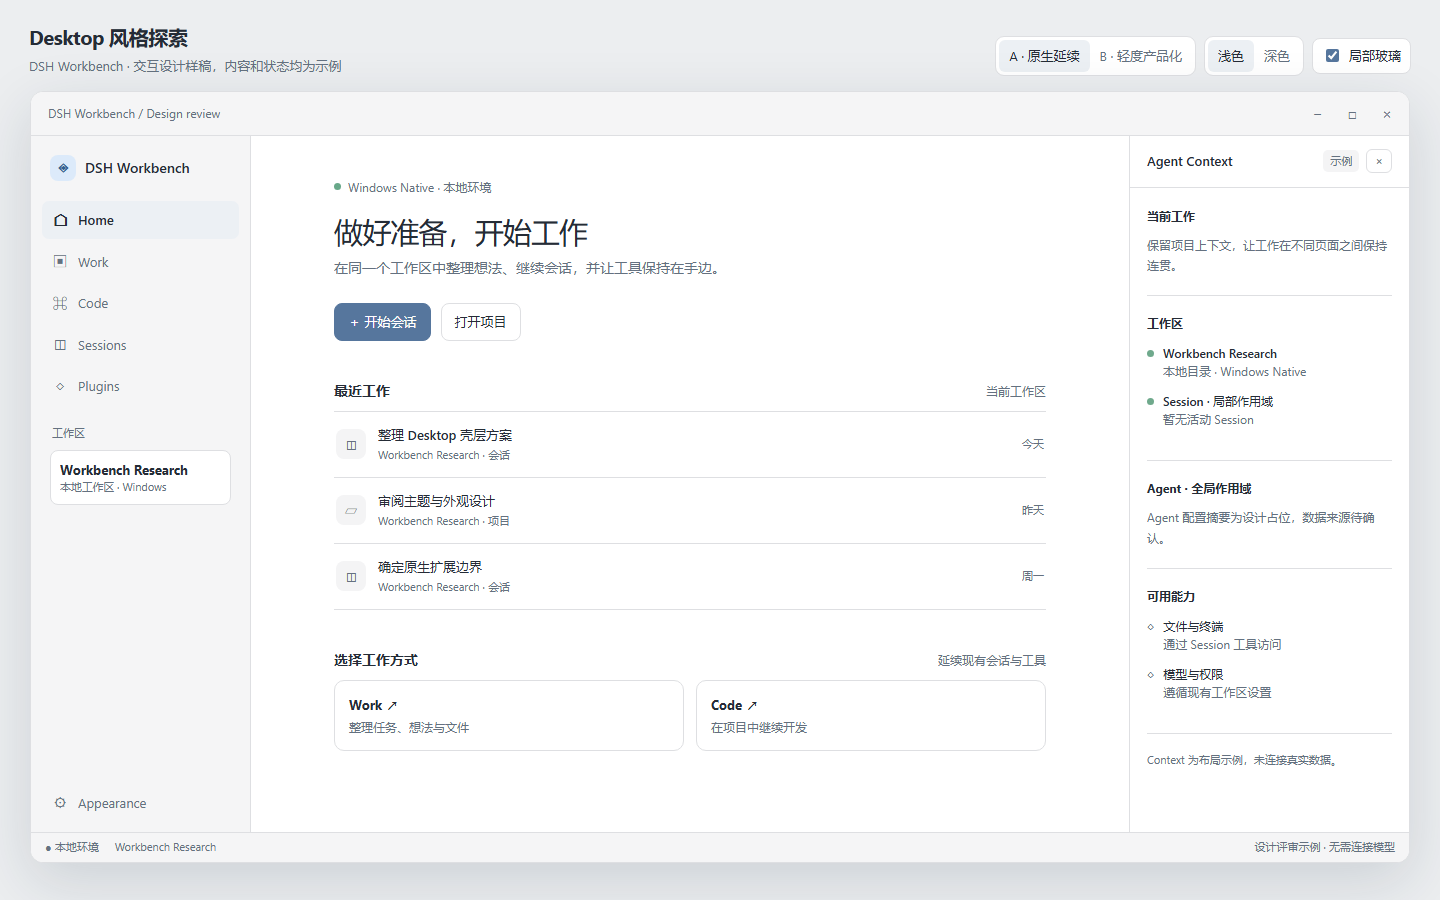 Desktop 风格探索
DSH Workbench · 交互设计样稿，内容和状态均为示例
A · 原生延续
B · 轻度产品化
浅色
深色
局部玻璃
DSH Workbench / Design review
DSH Workbench
Home
Work
Code
Sessions
Plugins
工作区
Workbench Research
本地工作区 · Windows
Appearance
Windows Native · 本地环境
做好准备，开始工作
在同一个工作区中整理想法、继续会话，并让工具保持在手边。
+ 开始会话
打开项目
最近工作
当前工作区
整理 Desktop 壳层方案
Workbench Research · 会话
今天
审阅主题与外观设计
Workbench Research · 项目
昨天
确定原生扩展边界
Workbench Research · 会话
周一
选择工作方式
延续现有会话与工具
Work ↗
整理任务、想法与文件
Code ↗
在项目中继续开发
Agent Context
示例
×
当前工作
保留项目上下文，让工作在不同页面之间保持
连贯。
工作区
Workbench Research
本地目录 · Windows Native
Session · 局部作用域
暂无活动 Session
Agent · 全局作用域
Agent 配置摘要为设计占位，数据来源待确
认。
可用能力
文件与终端
通过 Session 工具访问
模型与权限
遵循现有工作区设置
Context 为布局示例，未连接真实数据。
● 本地环境
Workbench Research
设计评审示例 · 无需连接模型